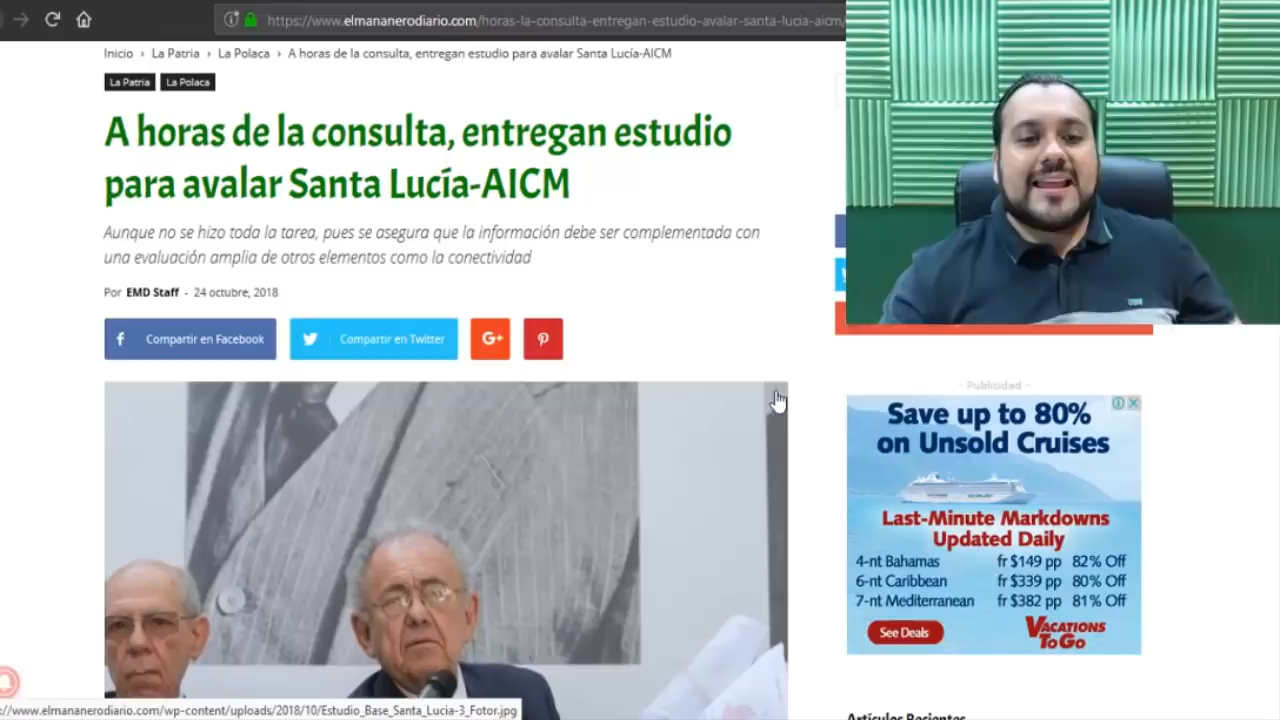 https://www.elmananerodiario.com/horas-la-consulta-entregan-estudio-avalar-santa-lucia-aicm/
Inicio › La Patria › La Polaca › A horas de la consulta, entregan estudio para avalar Santa Lucía-AICM
La Patria La Polaca
A horas de la consulta, entregan estudio
para avalar Santa Lucía-AICM
Aunque no se hizo toda la tarea, pues se asegura que la información debe ser complementada con
una evaluación amplia de otros elementos como la conectividad
Por EMD Staff - 24 octubre, 2018
Compartir en Facebook Compartir en Twitter G+
- Publicidad -
Save up to 80%
on Unsold Cruises
Last-Minute Markdowns
Updated Daily
4-nt Bahamas fr $149 pp 82% Off
6-nt Caribbean fr $339 pp 80% Off
7-nt Mediterranean fr $382 pp 81% Off
See Deals VACATIONS TO GO
Artículos Recientes
://www.elmananerodiario.com/wp-content/uploads/2018/10/Estudio_Base_Santa_Lucia-3_Fotor.jpg